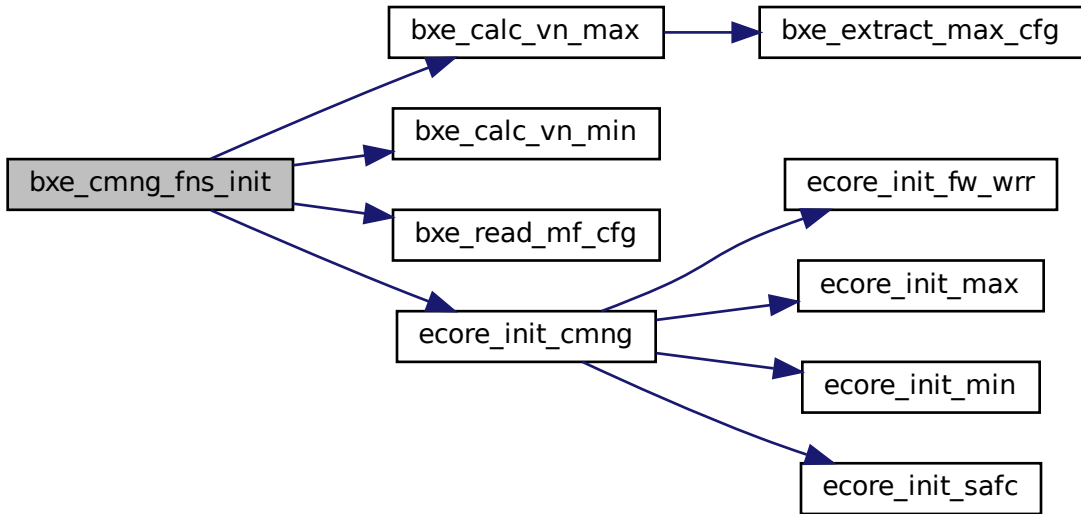 bxe_calc_vn_max
bxe_extract_max_cfg
bxe_calc_vn_min
bxe_cmng_fns_init
ecore_init_fw_wrr
bxe_read_mf_cfg
ecore_init_max
ecore_init_cmng
ecore_init_min
ecore_init_safc